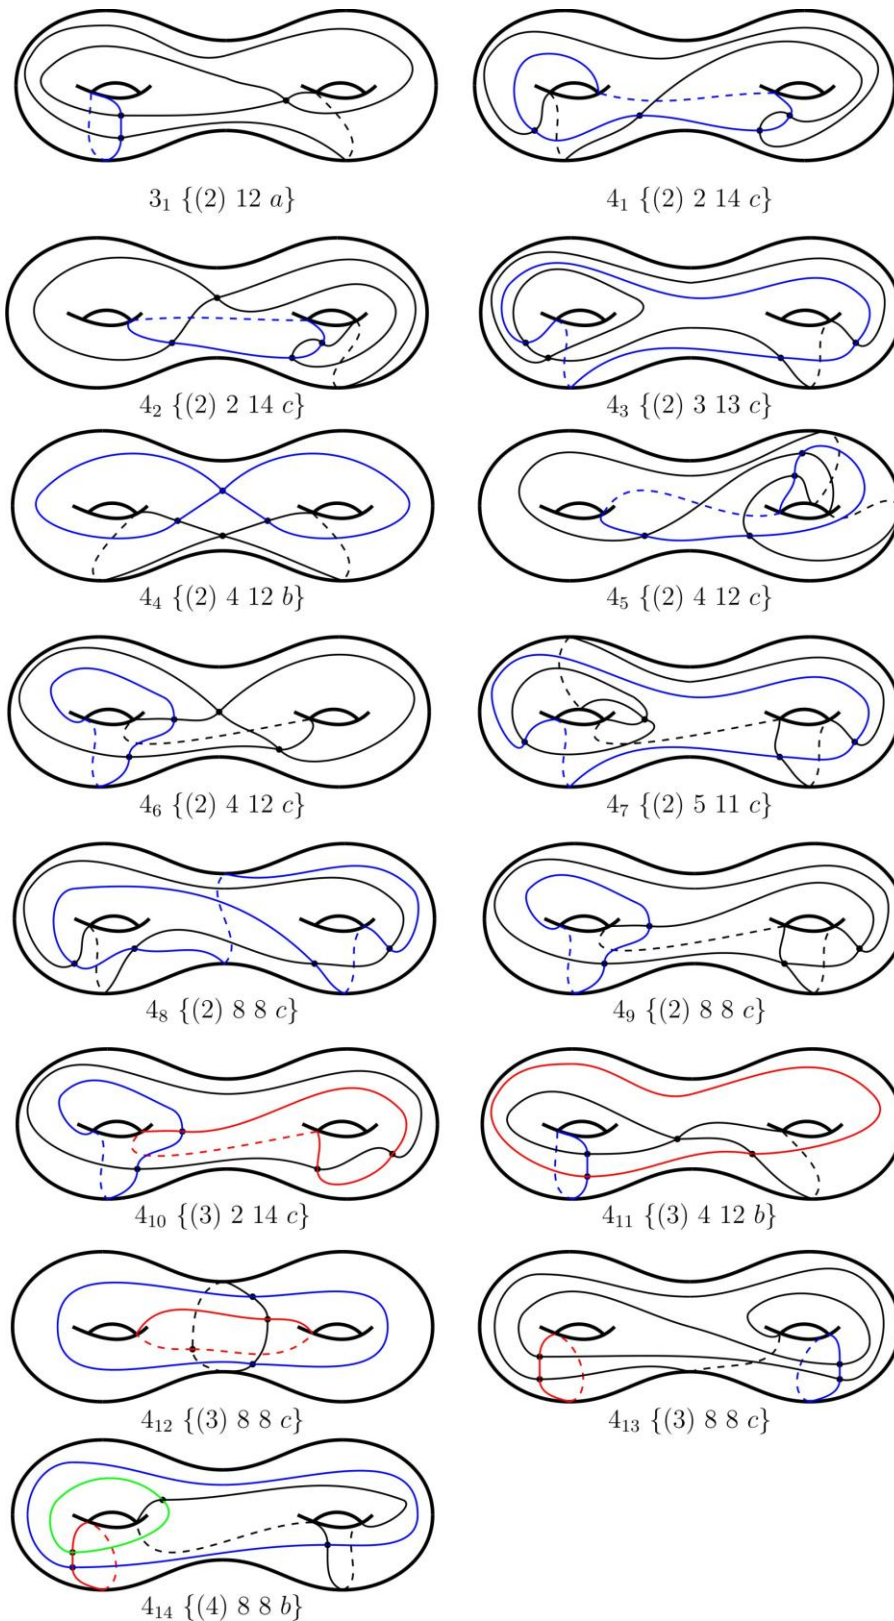 3₁ {(2) 12 a}
4₁ {(2) 2 14 c}
4₂ {(2) 2 14 c}
4₃ {(2) 3 13 c}
4₄ {(2) 4 12 b}
4₅ {(2) 4 12 c}
4₆ {(2) 4 12 c}
4₇ {(2) 5 11 c}
4₈ {(2) 8 8 c}
4₉ {(2) 8 8 c}
4₁₀ {(3) 2 14 c}
4₁₁ {(3) 4 12 b}
4₁₂ {(3) 8 8 c}
4₁₃ {(3) 8 8 c}
4₁₄ {(4) 8 8 b}